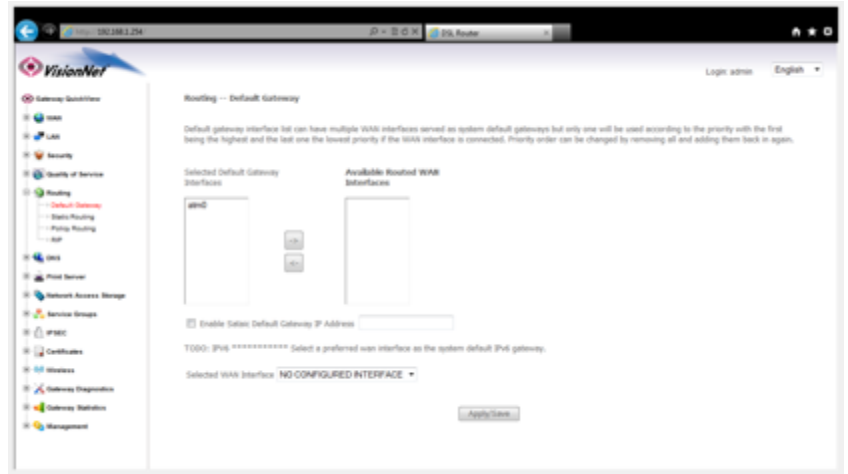 http://192.168.1.254/
DSL Router
VisionNet
Login: admin
English
Gateway QuickView
WAN
LAN
Security
Quality of Service
Routing
Default Gateway
Static Routing
Policy Routing
RIP
DNS
Print Server
Network Access Storage
Service Groups
IPSEC
Certificates
Wireless
Gateway Diagnostics
Gateway Statistics
Management
Routing -- Default Gateway
Default gateway interface list can have multiple WAN interfaces served as system default gateways but only one will be used according to the priority with the first
being the highest and the last one the lowest priority if the WAN interface is connected. Priority order can be changed by removing all and adding them back in again.
Selected Default Gateway
Interfaces
Available Routed WAN
Interfaces
atm0
->
<-
Enable Sataic Default Gateway IP Address
TODO: IPV6 *********** Select a preferred wan interface as the system default IPv6 gateway.
Selected WAN Interface NO CONFIGURED INTERFACE
Apply/Save